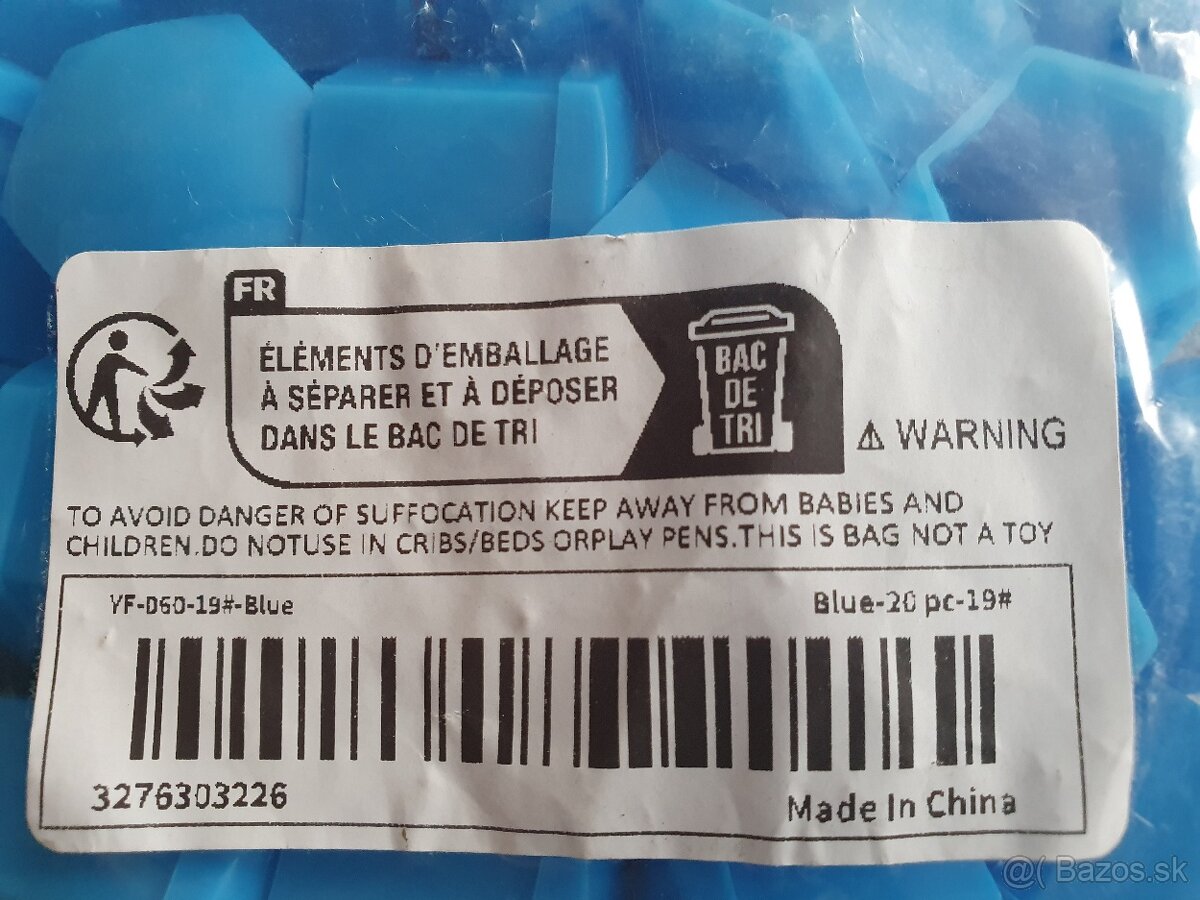 FR
ÉLÉMENTS D'EMBALLAGE
À SÉPARER ET À DÉPOSER
DANS LE BAC DE TRI
BAC
DE
TRI
⚠ WARNING
TO AVOID DANGER OF SUFFOCATION KEEP AWAY FROM BABIES AND
CHILDREN.DO NOTUSE IN CRIBS/BEDS ORPLAY PENS.THIS IS BAG NOT A TOY
YF-D60-19#-Blue
Blue-20 pc-19#
3276303226
Made In China
@( Bazos.sk